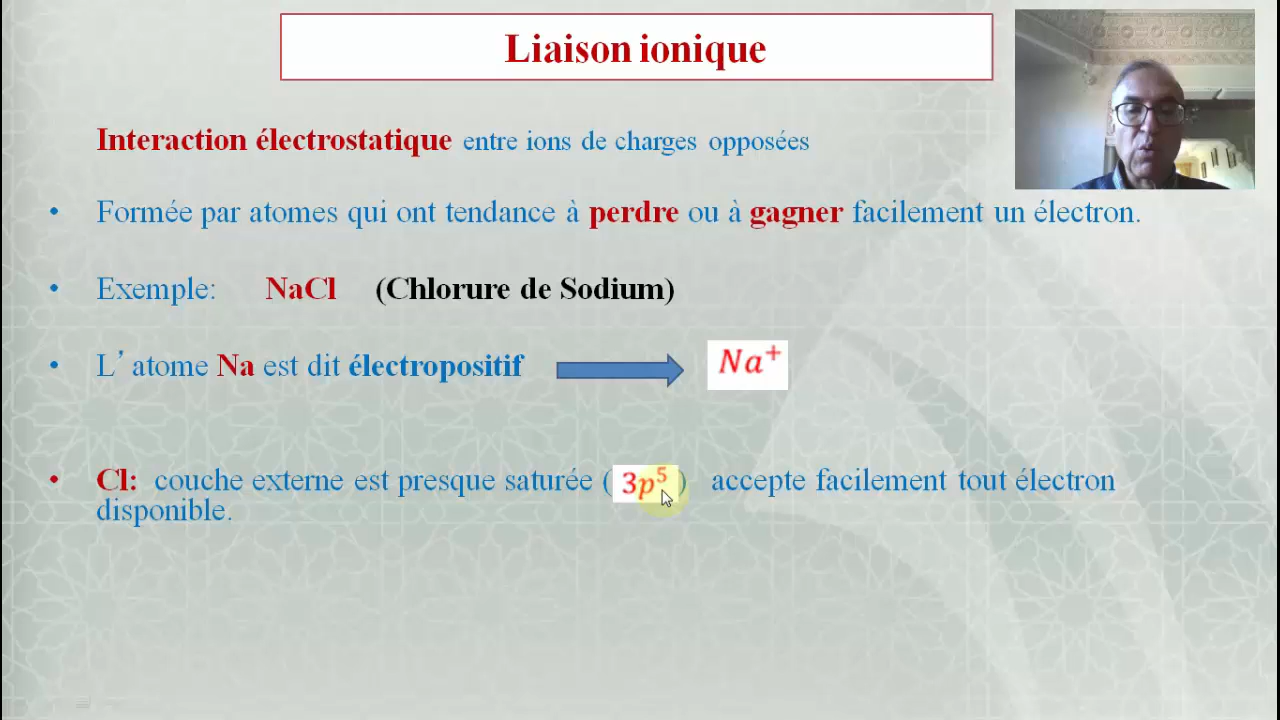 Liaison ionique
Interaction électrostatique entre ions de charges opposées
• Formée par atomes qui ont tendance à perdre ou à gagner facilement un électron.
• Exemple: NaCl (Chlorure de Sodium)
• L’atome Na est dit électropositif Na⁺
• Cl: couche externe est presque saturée (3p⁵) accepte facilement tout électron
disponible.